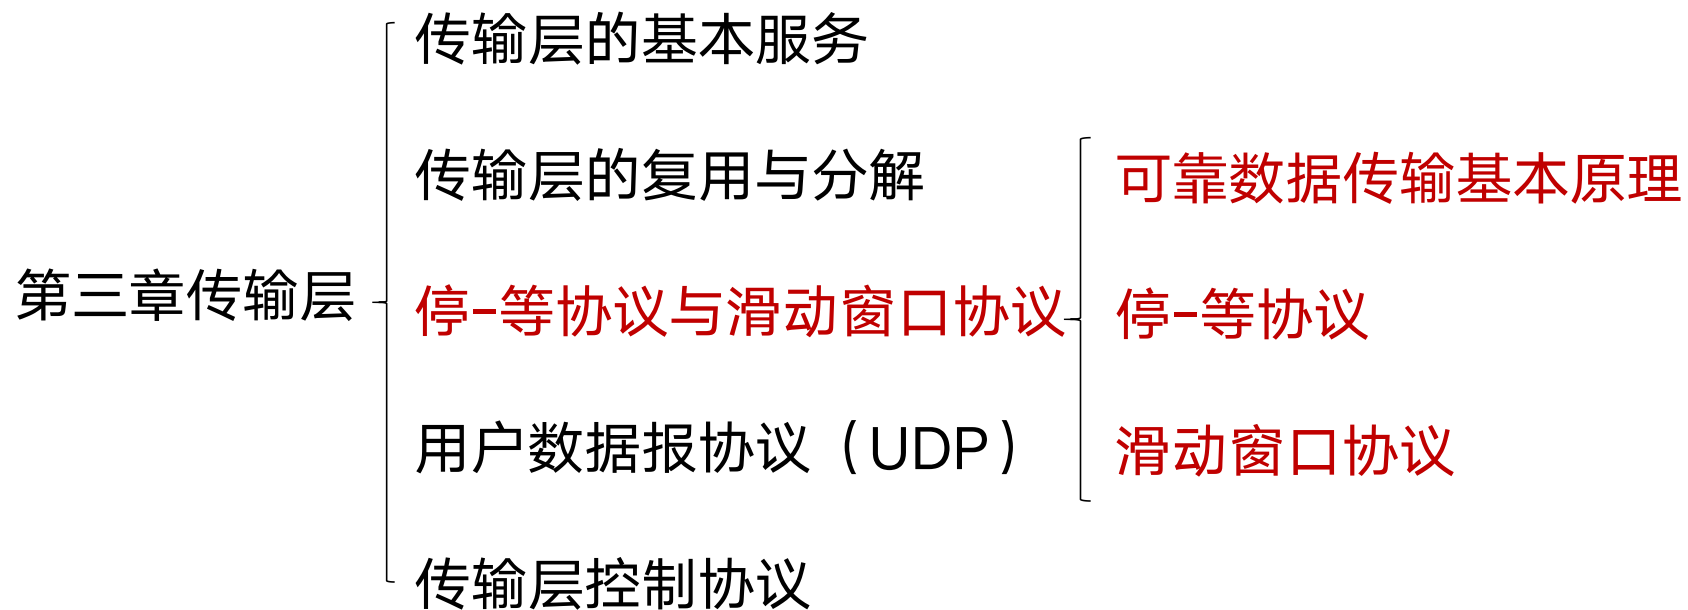 第三章传输层
传输层的基本服务
传输层的复用与分解
停-等协议与滑动窗口协议
用户数据报协议（UDP）
传输层控制协议
可靠数据传输基本原理
停-等协议
滑动窗口协议